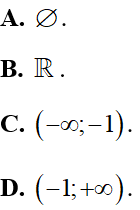 A. ∅.
B. ℝ.
C. (−∞;−1).
D. (−1;+∞).